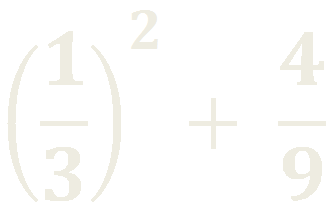 (1/3)² + 4/9